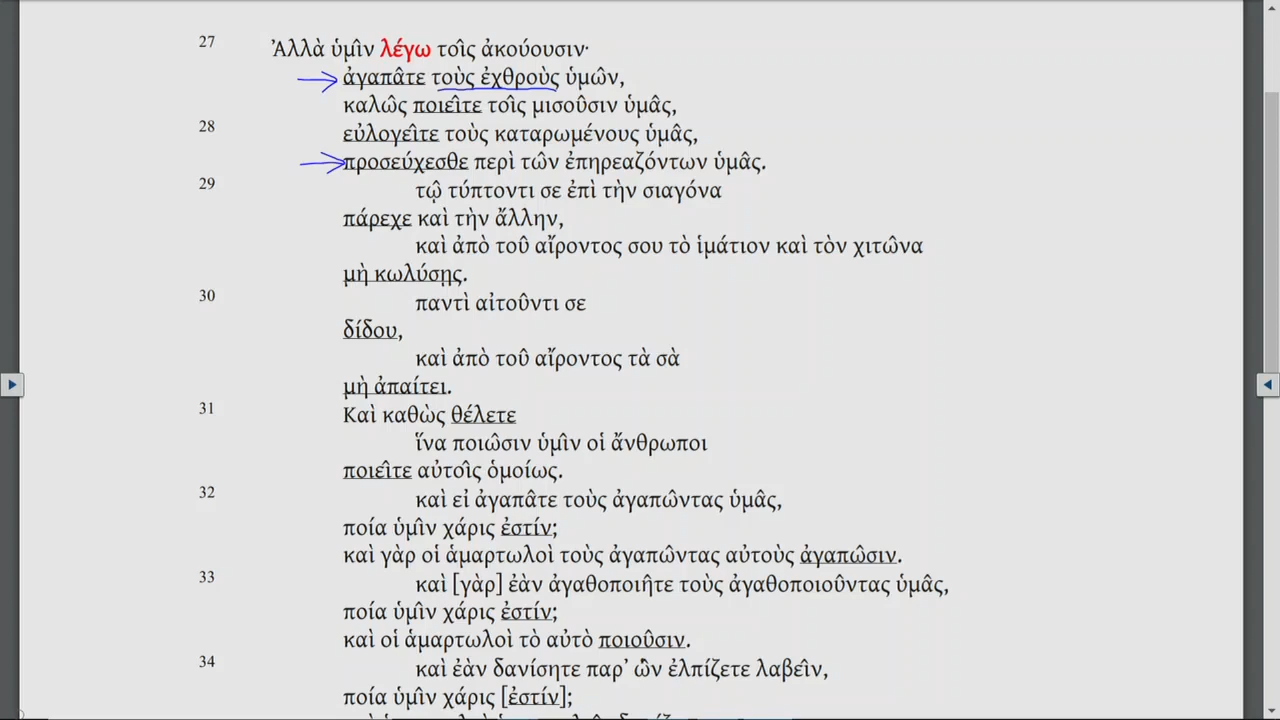 27 Ἀλλὰ ὑμῖν λέγω τοῖς ἀκούουσιν·
ἀγαπᾶτε τοὺς ἐχθροὺς ὑμῶν,
καλῶς ποιεῖτε τοῖς μισοῦσιν ὑμᾶς,
28 εὐλογεῖτε τοὺς καταρωμένους ὑμᾶς,
προσεύχεσθε περὶ τῶν ἐπηρεαζόντων ὑμᾶς.
29 τῷ τύπτοντι σε ἐπὶ τὴν σιαγόνα
πάρεχε καὶ τὴν ἄλλην,
καὶ ἀπὸ τοῦ αἴροντος σου τὸ ἱμάτιον καὶ τὸν χιτῶνα
μὴ κωλύσῃς.
30 παντὶ αἰτοῦντι σε
δίδου,
καὶ ἀπὸ τοῦ αἴροντος τὰ σὰ
μὴ ἀπαίτει.
31 Καὶ καθὼς θέλετε
ἵνα ποιῶσιν ὑμῖν οἱ ἄνθρωποι
ποιεῖτε αὐτοῖς ὁμοίως.
32 καὶ εἰ ἀγαπᾶτε τοὺς ἀγαπῶντας ὑμᾶς,
ποία ὑμῖν χάρις ἐστίν;
καὶ γὰρ οἱ ἁμαρτωλοὶ τοὺς ἀγαπῶντας αὐτοὺς ἀγαπῶσιν.
33 καὶ [γὰρ] ἐὰν ἀγαθοποιῆτε τοὺς ἀγαθοποιοῦντας ὑμᾶς,
ποία ὑμῖν χάρις ἐστίν;
καὶ οἱ ἁμαρτωλοὶ τὸ αὐτὸ ποιοῦσιν.
34 καὶ ἐὰν δανίσητε παρ’ ὧν ἐλπίζετε λαβεῖν,
ποία ὑμῖν χάρις [ἐστίν];